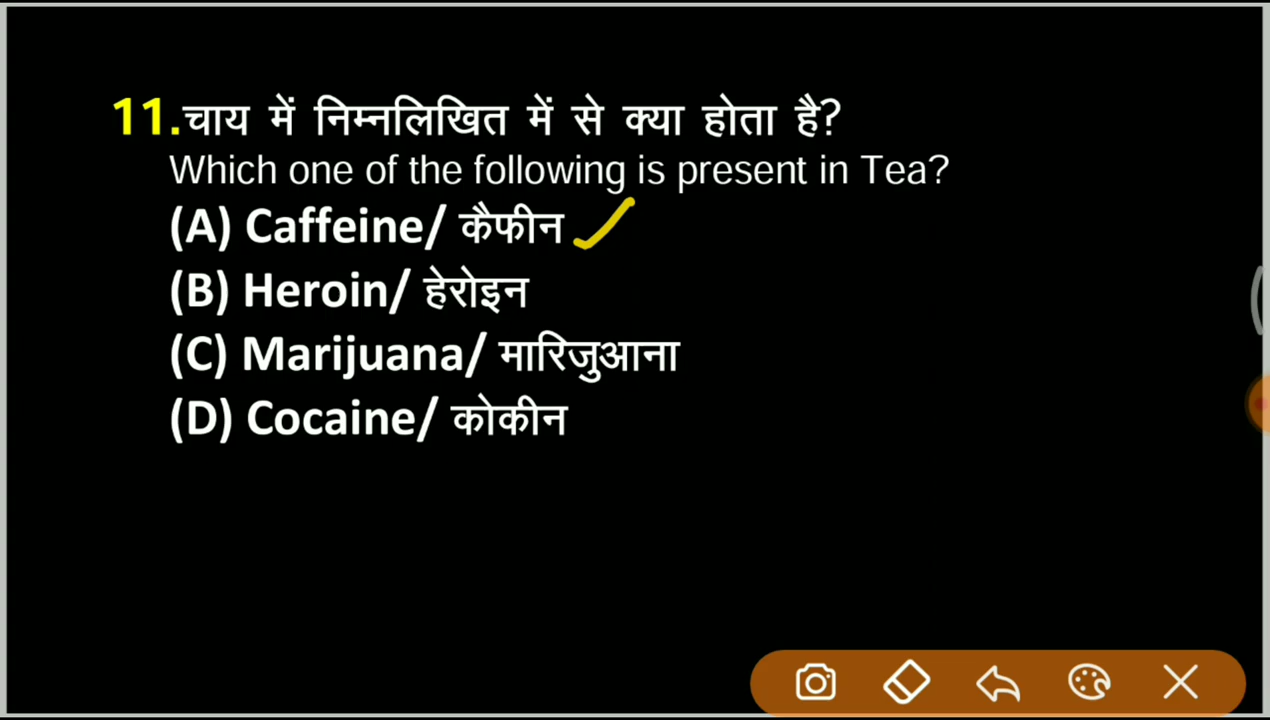 11.चाय में निम्नलिखित में से क्या होता है?
Which one of the following is present in Tea?
(A) Caffeine/ कैफीन
(B) Heroin/ हेरोइन
(C) Marijuana/ मारिजुआना
(D) Cocaine/ कोकीन